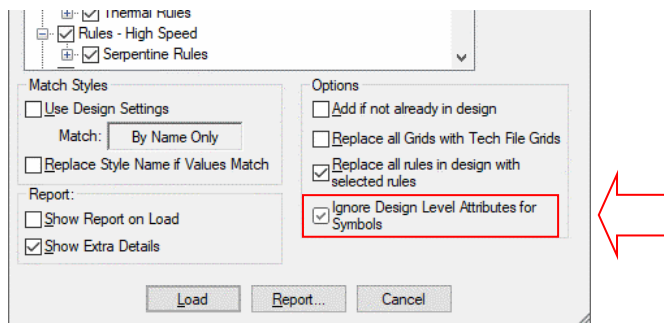 Thermal Rules
Rules - High Speed
Serpentine Rules
Match Styles
Use Design Settings
Match: By Name Only
Replace Style Name if Values Match
Report:
Show Report on Load
Show Extra Details
Options
Add if not already in design
Replace all Grids with Tech File Grids
Replace all rules in design with
selected rules
Ignore Design Level Attributes for
Symbols
Load Report... Cancel